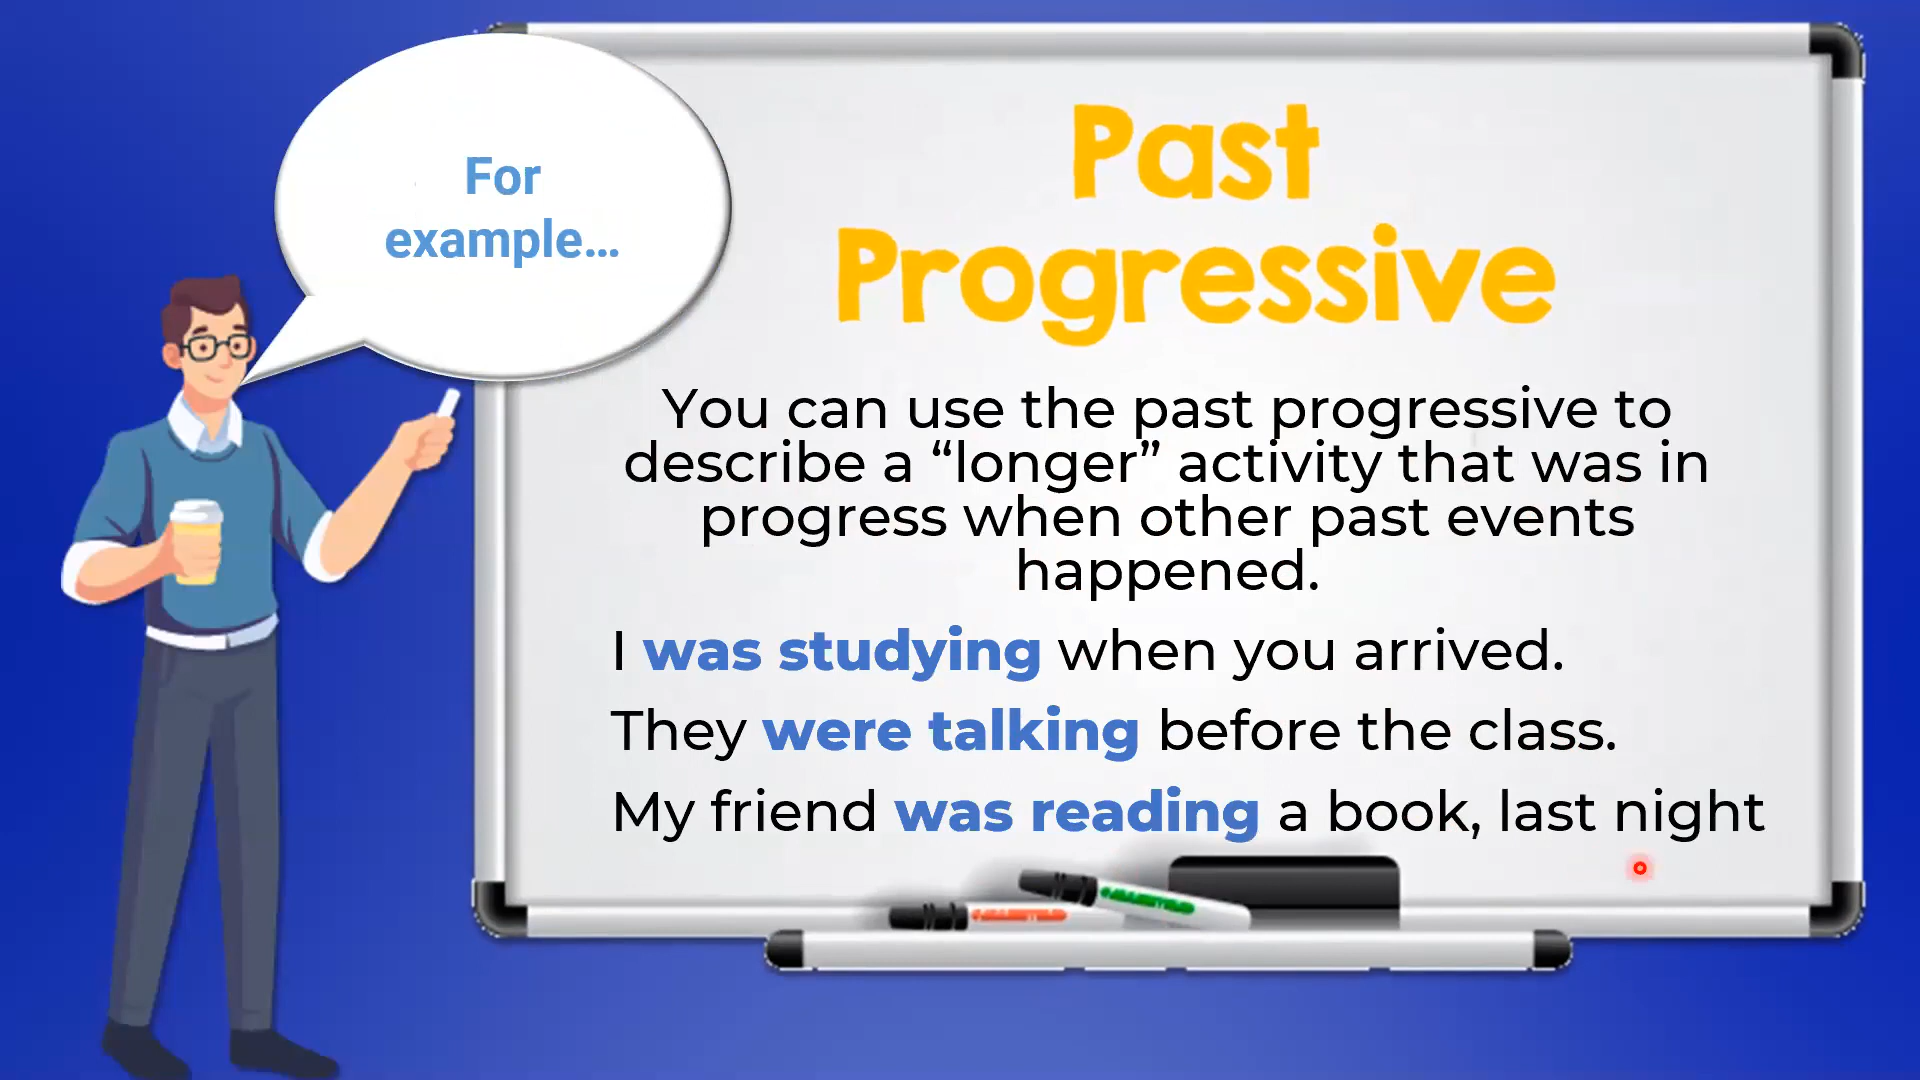 For
example...
Past
Progressive
You can use the past progressive to
describe a “longer” activity that was in
progress when other past events
happened.
I was studying when you arrived.
They were talking before the class.
My friend was reading a book, last night